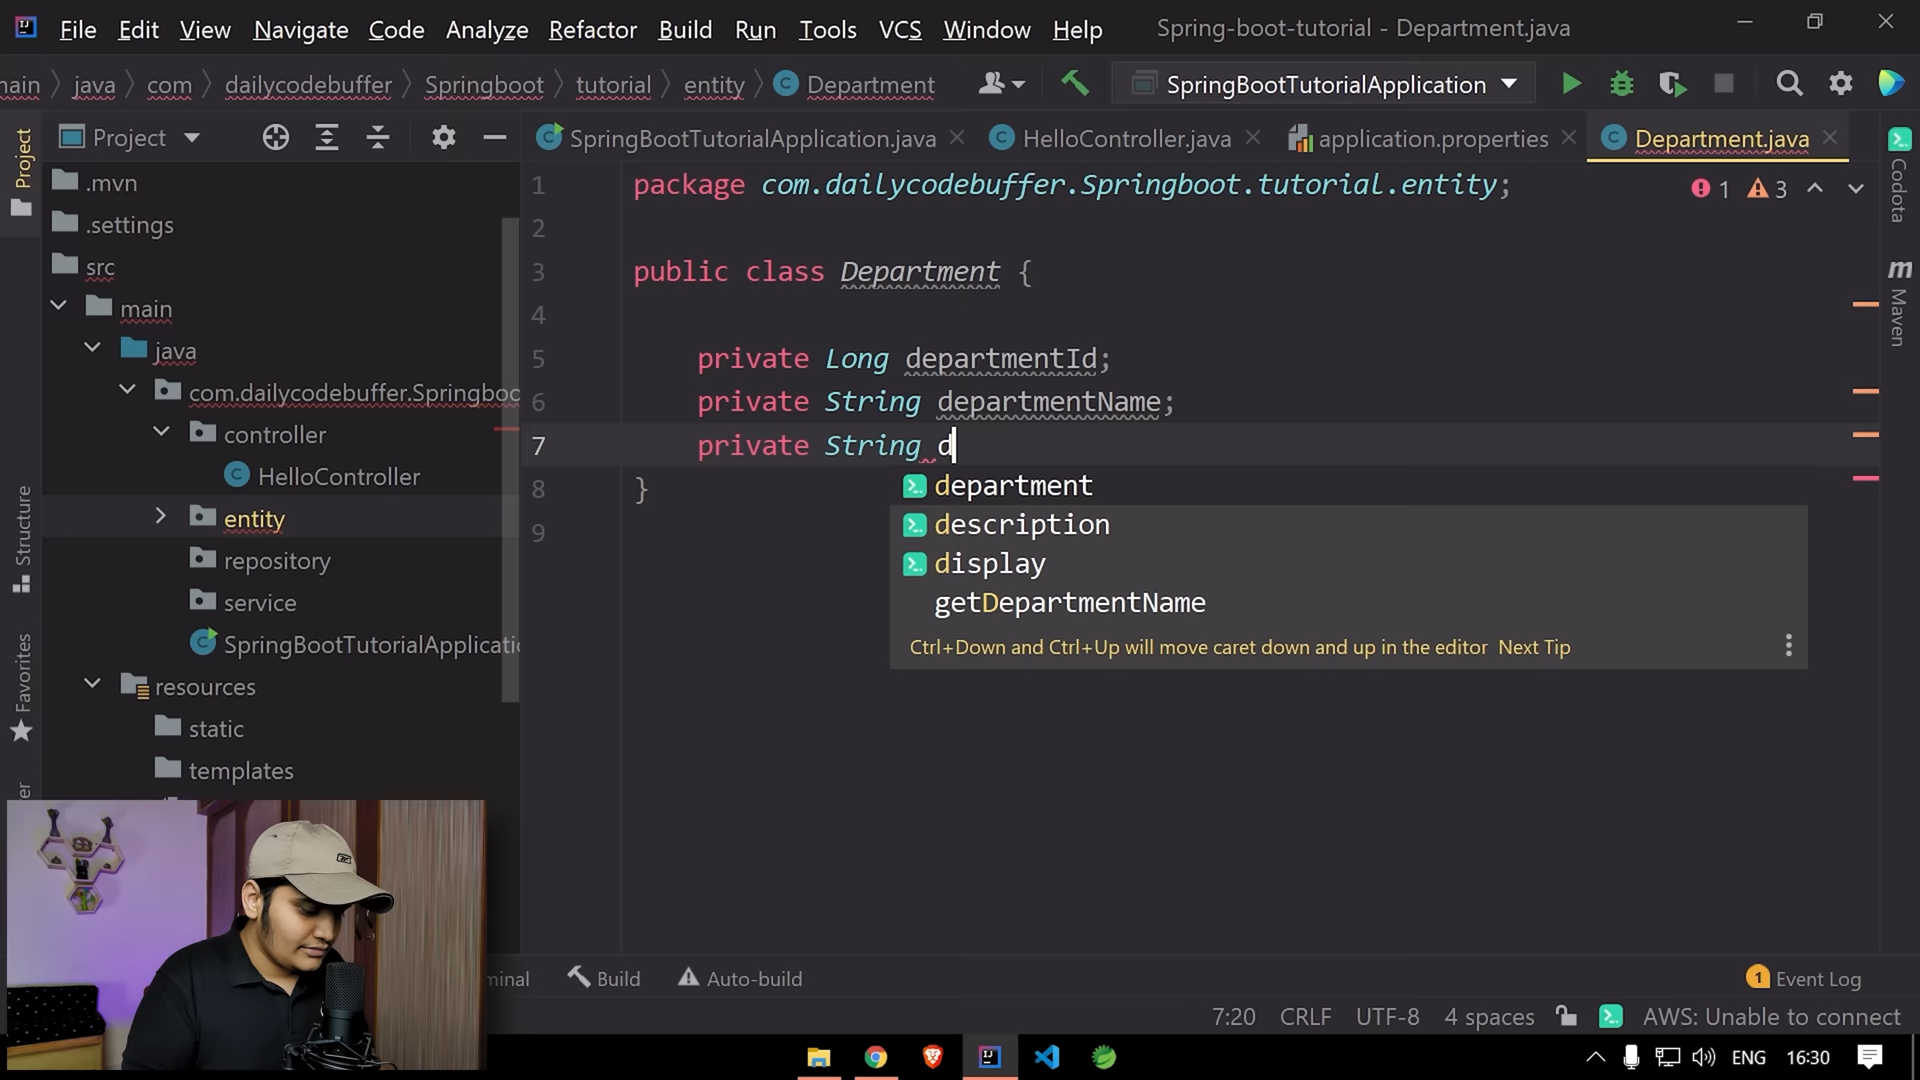 File Edit View Navigate Code Analyze Refactor Build Run Tools VCS Window Help Spring-boot-tutorial - Department.java
java com dailycodebuffer Springboot tutorial entity Department SpringBootTutorialApplication
Project
SpringBootTutorialApplication.java HelloController.java application.properties Department.java
Project
Structure
Favorites
.mvn
.settings
src
main
java
com.dailycodebuffer.Springboo
controller
HelloController
entity
repository
service
SpringBootTutorialApplicati
resources
static
templates
1 package com.dailycodebuffer.Springboot.tutorial.entity;
1 3
2
3 public class Department {
4
5 private Long departmentId;
6 private String departmentName;
7 private String d
8 }
9
department
description
display
getDepartmentName
Ctrl+Down and Ctrl+Up will move caret down and up in the editor Next Tip
Codota
m Maven
minal Build Auto-build 1 Event Log
7:20 CRLF UTF-8 4 spaces AWS: Unable to connect
ENG 16:30